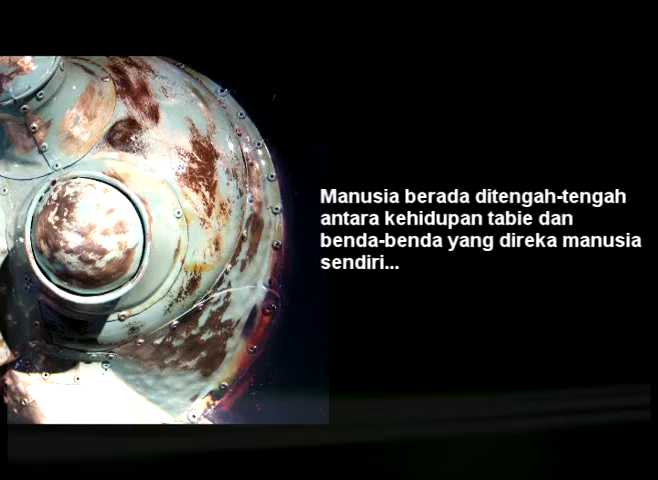 Manusia berada ditengah-tengah
antara kehidupan tabie dan
benda-benda yang direka manusia
sendiri...